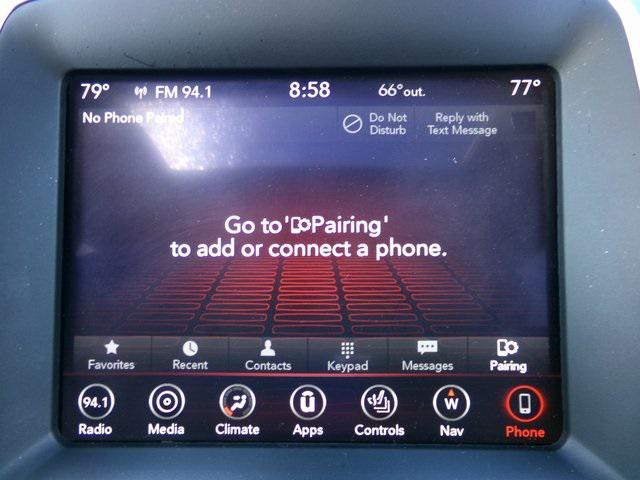 79° FM 94.1 8:58 66°out. 77°
No Phone Paired
Do Not
Disturb
Reply with
Text Message
Go to 'Pairing'
to add or connect a phone.
Favorites Recent Contacts Keypad Messages Pairing
94.1 W
Radio Media Climate Apps Controls Nav Phone